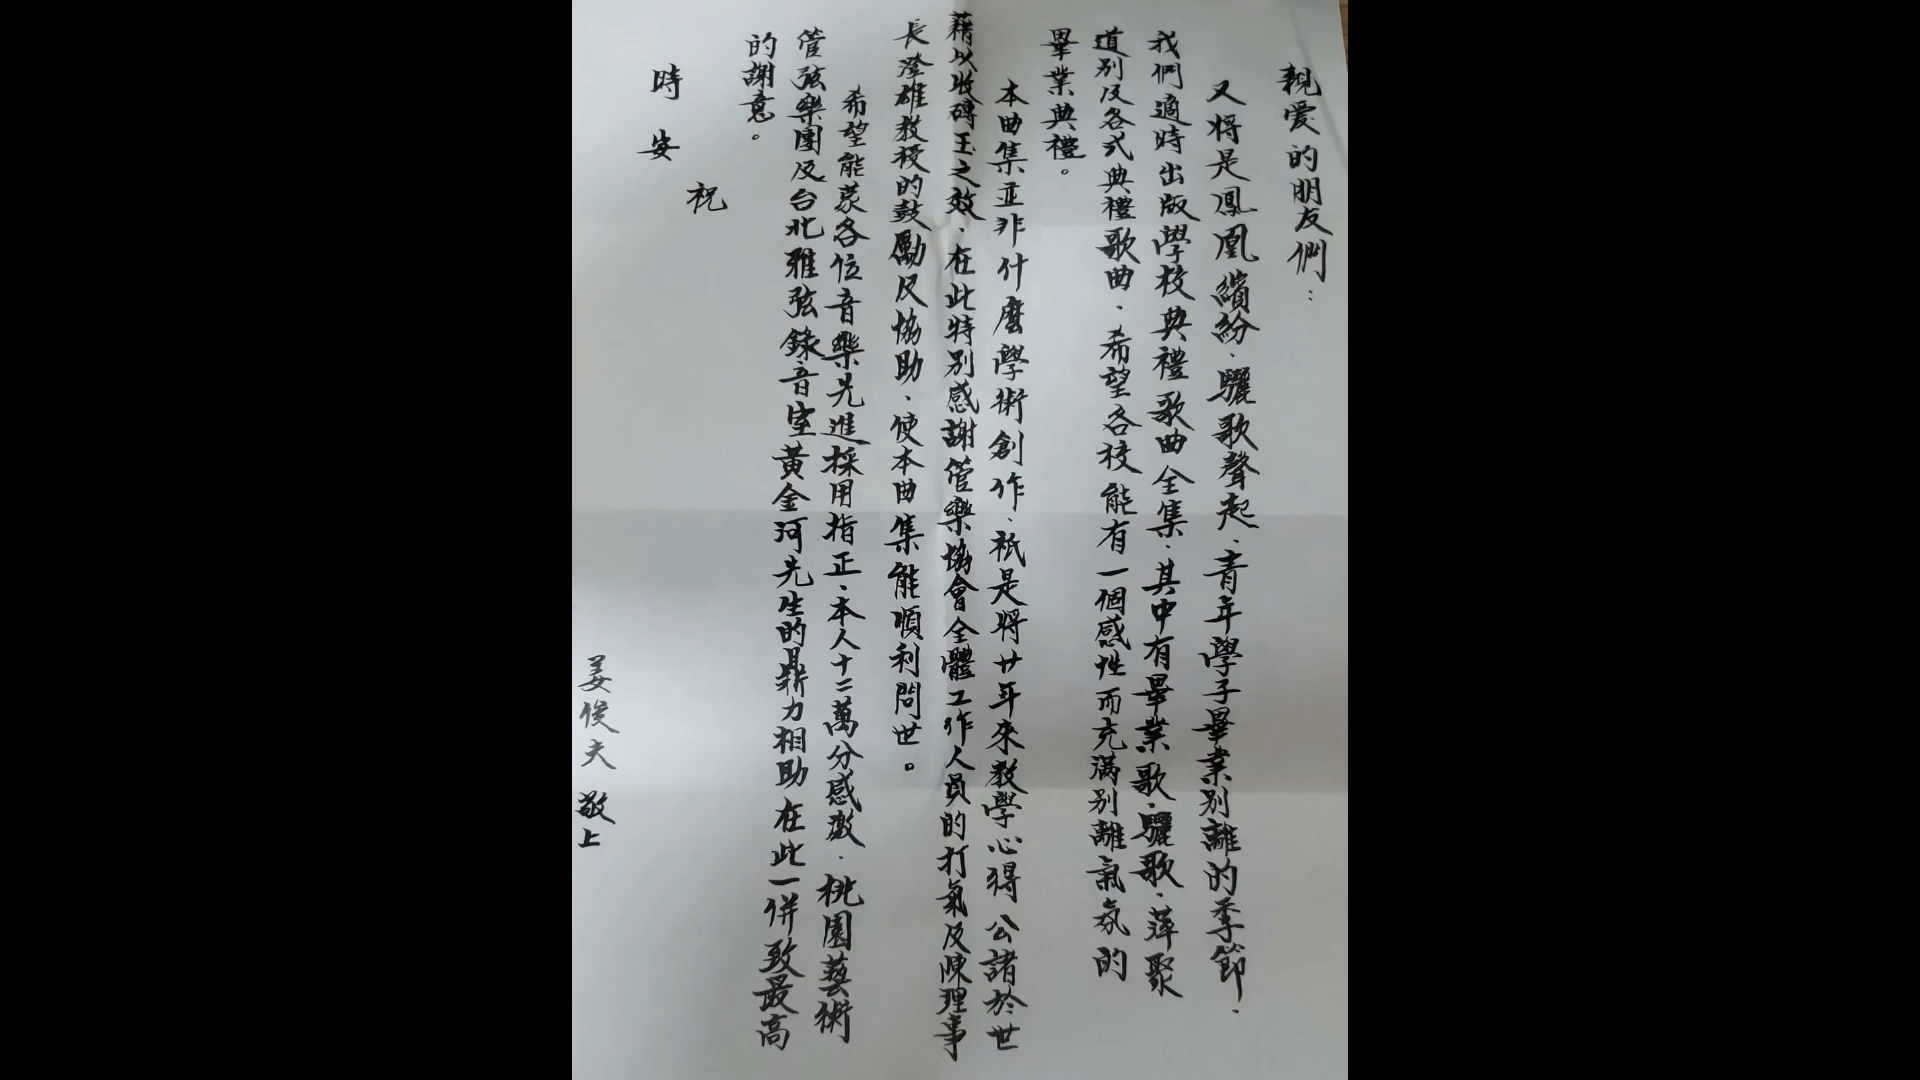 親爱的朋友們：
又將是鳳凰繽紛、驪歌聲起、青年學子畢業別離的季節、
我們適時出版學校典禮歌曲全集、其中有畢業歌、驪歌、萍聚
道別及各式典禮歌曲、希望各校能有一個感性而充滿別離氣氛的
畢業典禮。
本曲集並非什麼學術創作、祇是將廿年來教學心得公諸於世
藉以收磚玉之效、在此特別感謝管樂協會全體工作人員的打氣及陳理事
長澄雄教授的鼓勵及協助、使本曲集能順利問世。
希望能蒙各位音樂先進採用指正、本人十二萬分感激、桃園藝術
管弦樂團及台北雅弦錄音室黃金河先生的鼎力相助在此一併致最高
的謝意。
祝
時安
姜俊夫 敬上